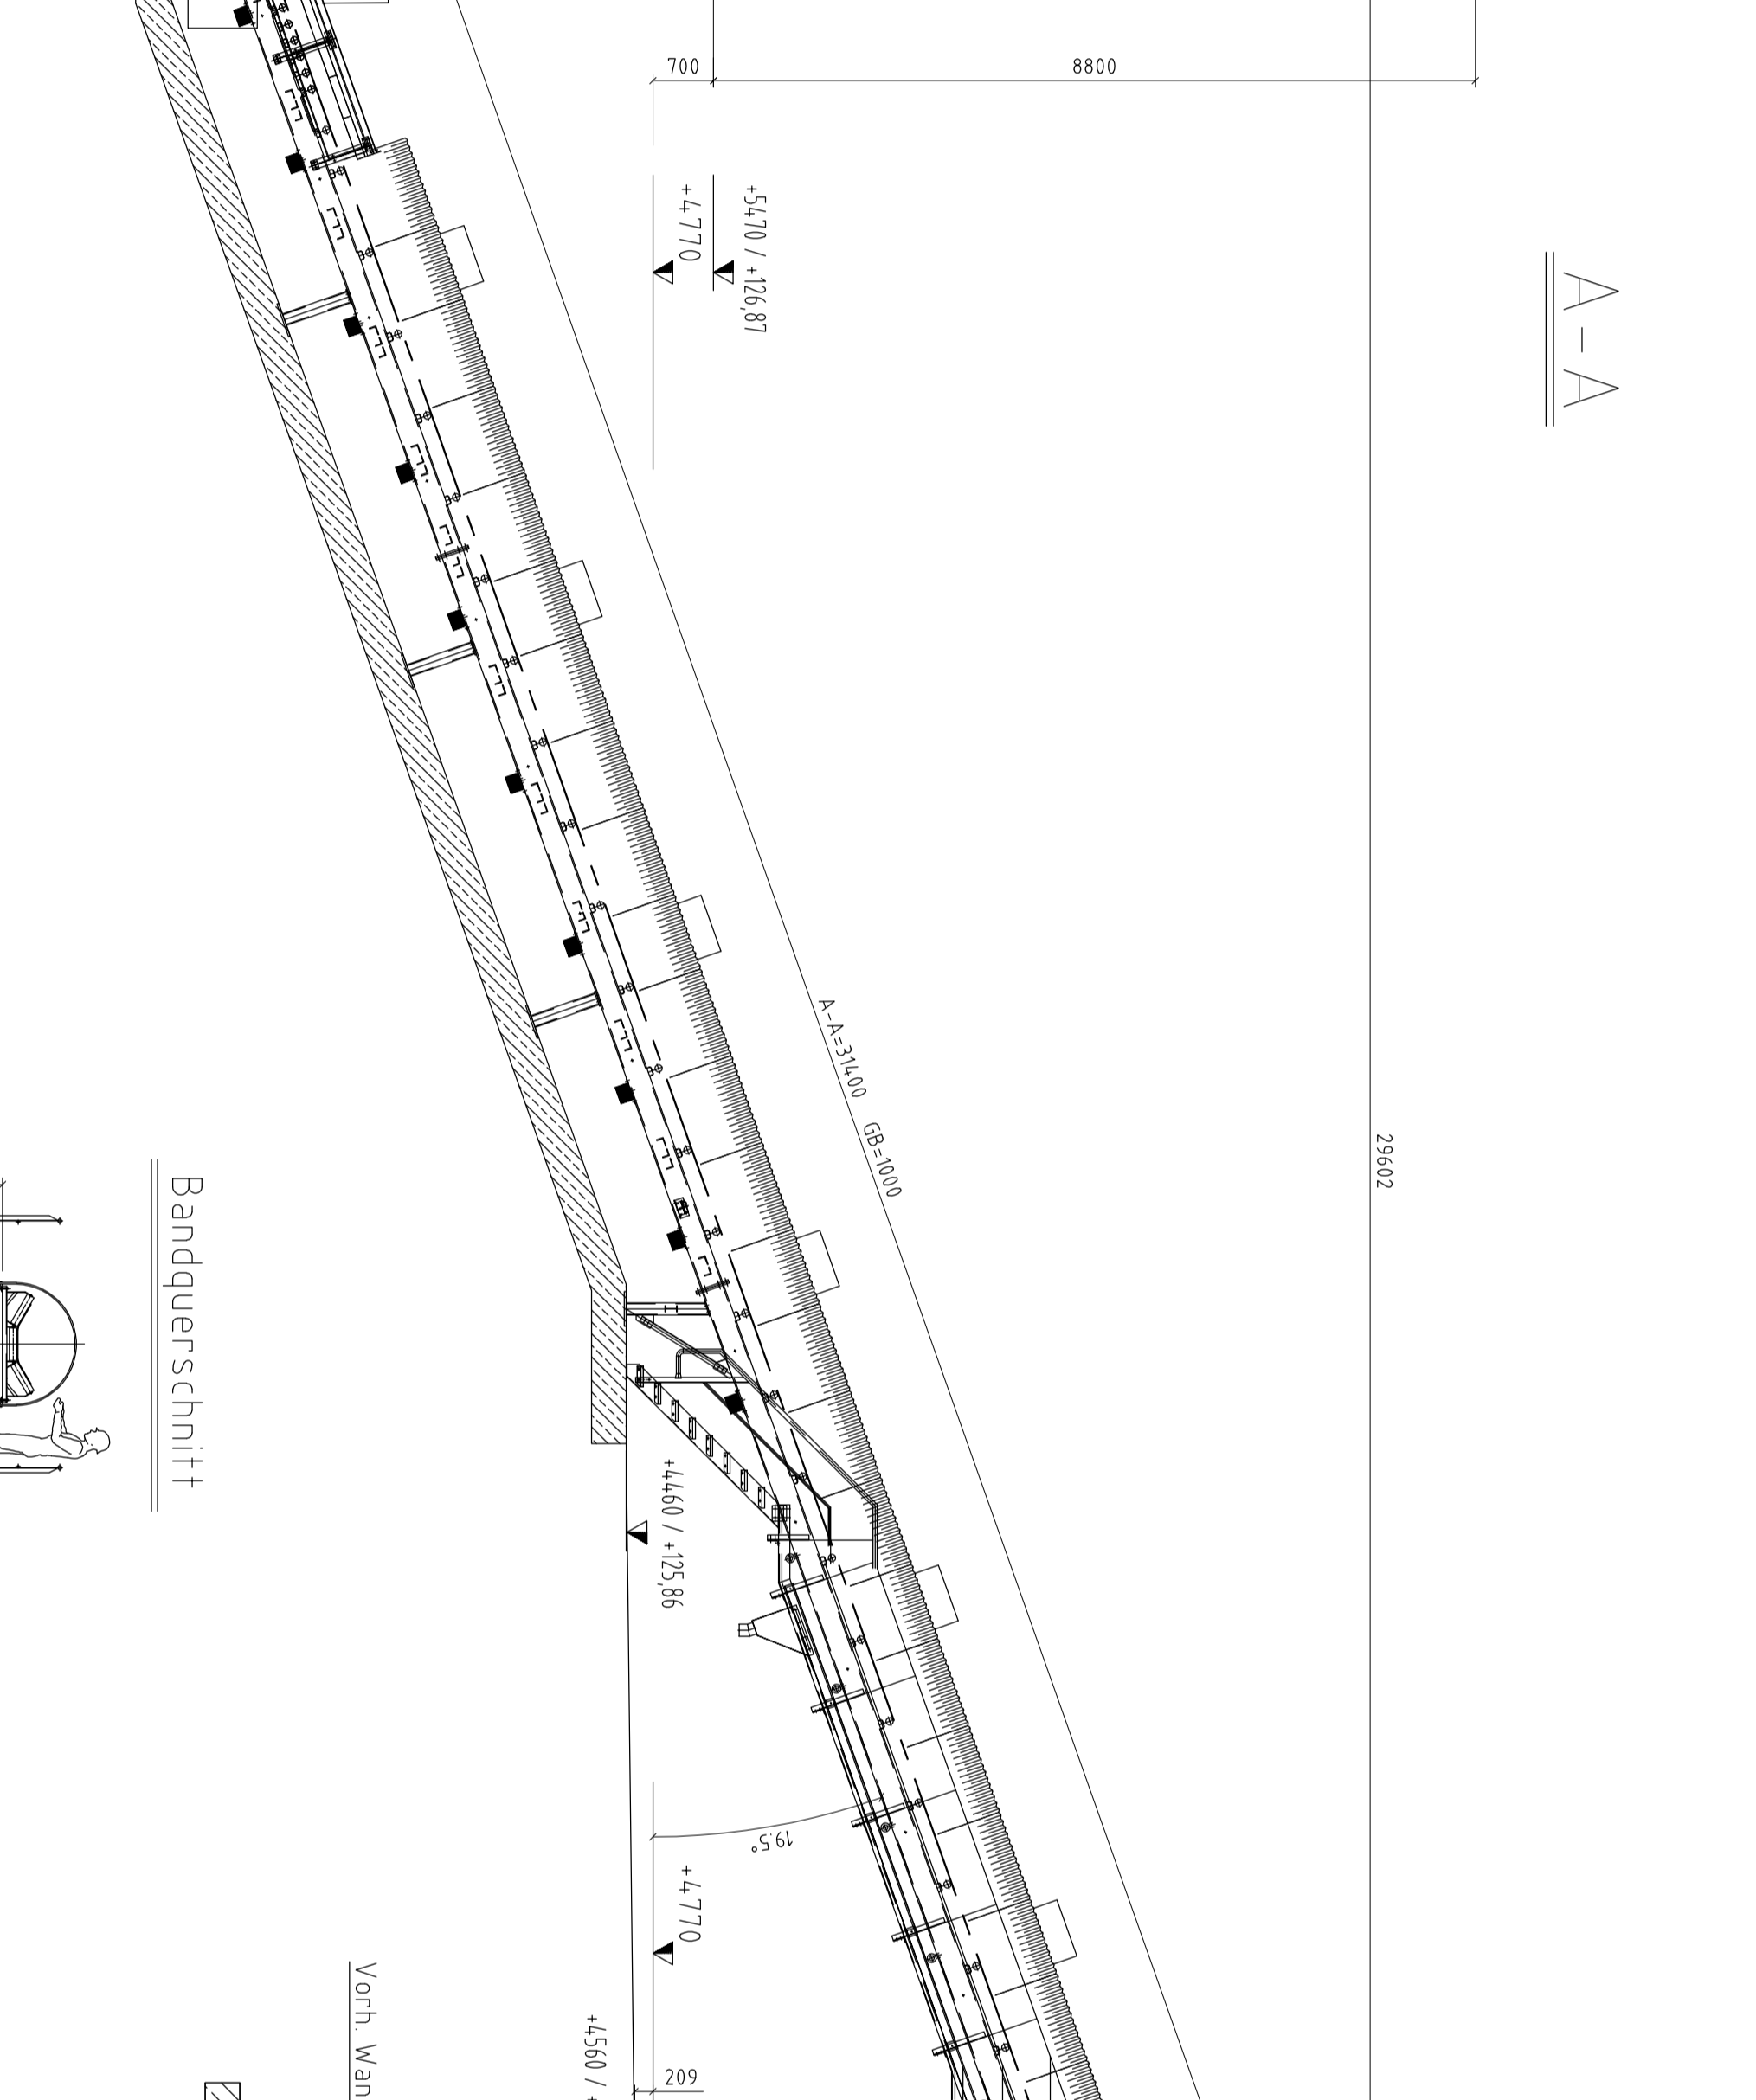 A - A
700
8800
+5470 / +126,87
+4770
29602
A-A=31400 GB=1000
Bandquerschnitt
+4460 / +125,86
19.5°
+4770
Vorh. Wan
+4560 / +
209